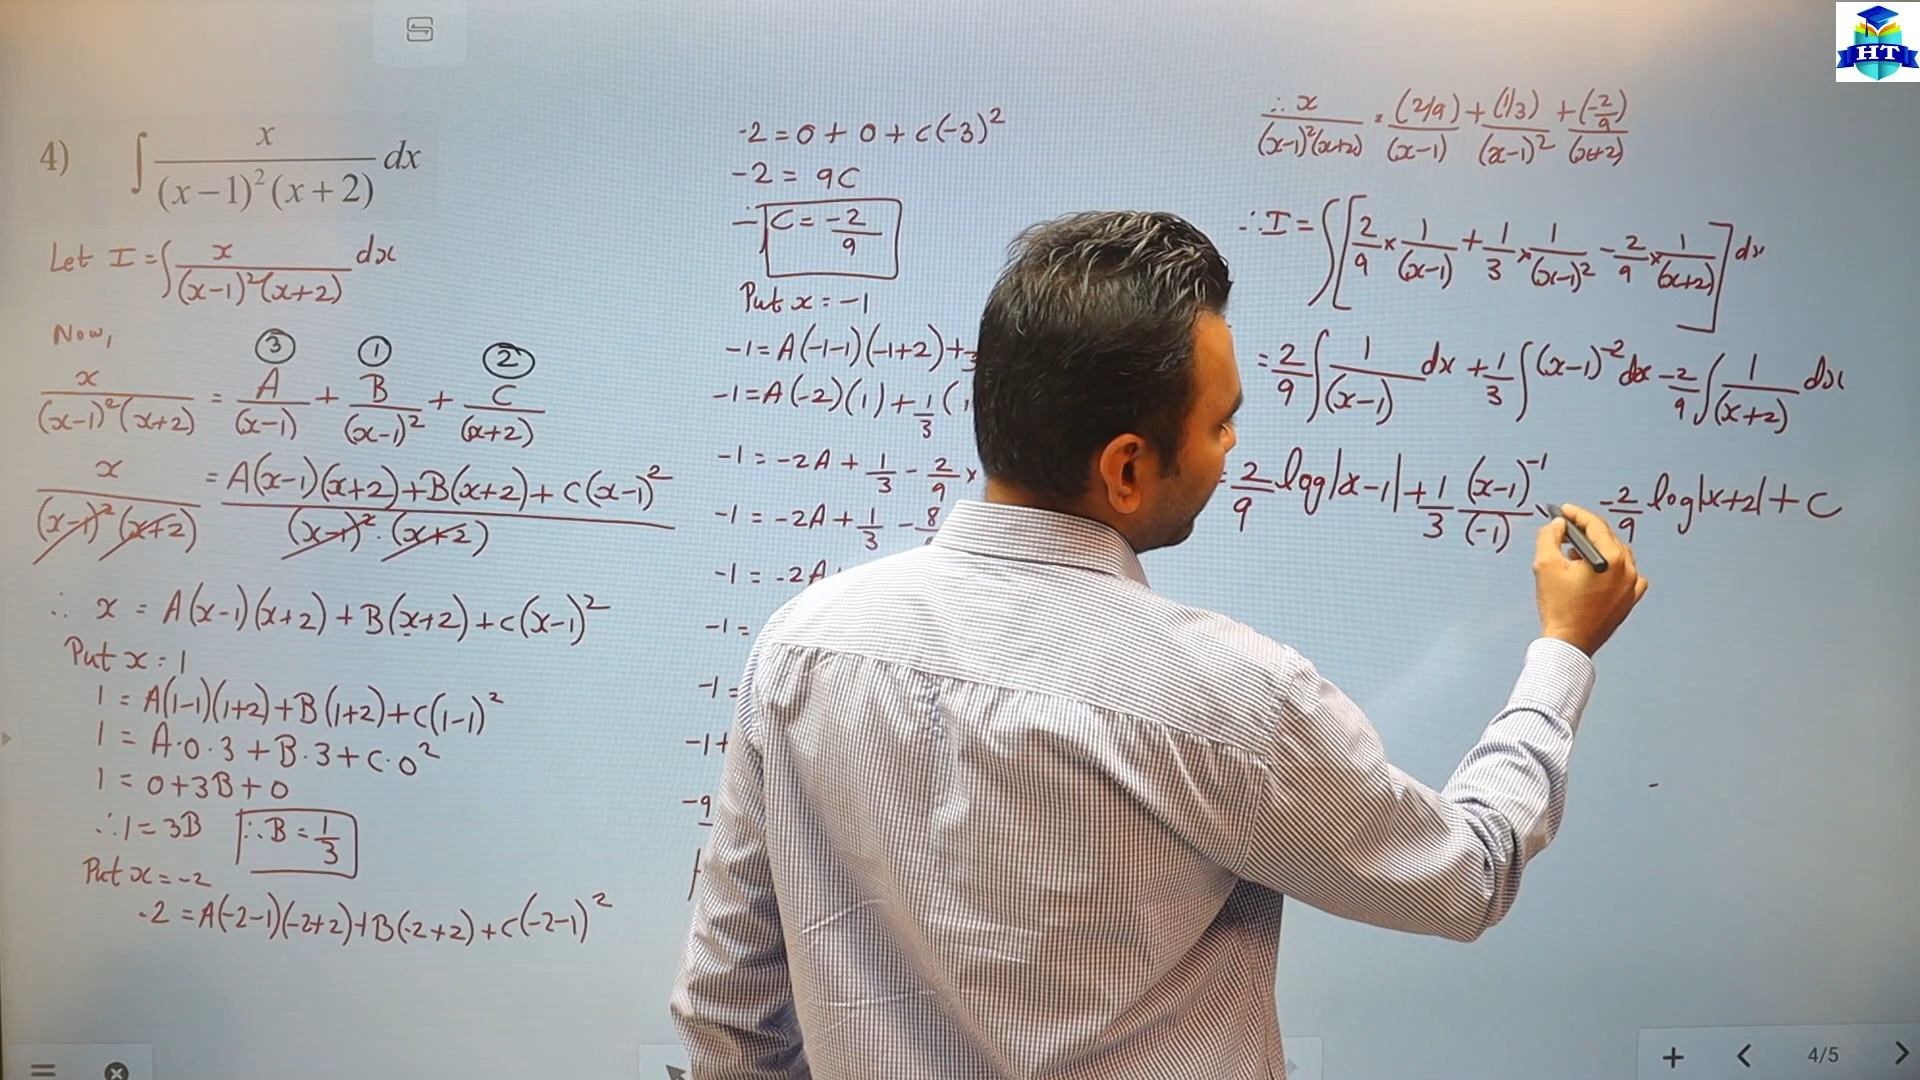 4) ∫ x / (x-1)²(x+2) dx
Let I = ∫ x / (x-1)²(x+2) dx
Now,
③ ① ②
x / (x-1)²(x+2) = A / (x-1) + B / (x-1)² + C / (x+2)
x / (x-1)²(x+2) = A(x-1)(x+2)+B(x+2)+C(x-1)² / (x-1)²·(x+2)
∴ x = A(x-1)(x+2)+B(x+2)+C(x-1)²
Put x = 1
1 = A(1-1)(1+2)+B(1+2)+C(1-1)²
1 = A·0·3+B·3+C·0²
1 = 0+3B+0
∴ 1=3B ∴B = 1/3
Put x = -2
-2 = A(-2-1)(-2+2)+B(-2+2)+C(-2-1)²
-2 = 0 + 0 + C(-3)²
-2 = 9C
∴ C = -2/9
Put x = -1
-1 = A(-1-1)(-1+2)+
-1 = A(-2)(1)+ 1/3 (
-1 = -2A + 1/3 - 2/9 ×
-1 = -2A + 1/3 - 8
-1 = -2A
-1 =
-1 =
-1+
-9
∴ x / (x-1)²(x+2) = (2/9) / (x-1) + (1/3) / (x-1)² + (-2/9) / (x+2)
∴ I = ∫[ 2/9 × 1/(x-1) + 1/3 × 1/(x-1)² - 2/9 × 1/(x+2) ] dx
= 2/9 ∫ 1/(x-1) dx + 1/3 ∫ (x-1)⁻² dx - 2/9 ∫ 1/(x+2) dx
= 2/9 log|x-1| + 1/3 (x-1)⁻¹ / (-1) - 2/9 log|x+2| + C
HT
4/5